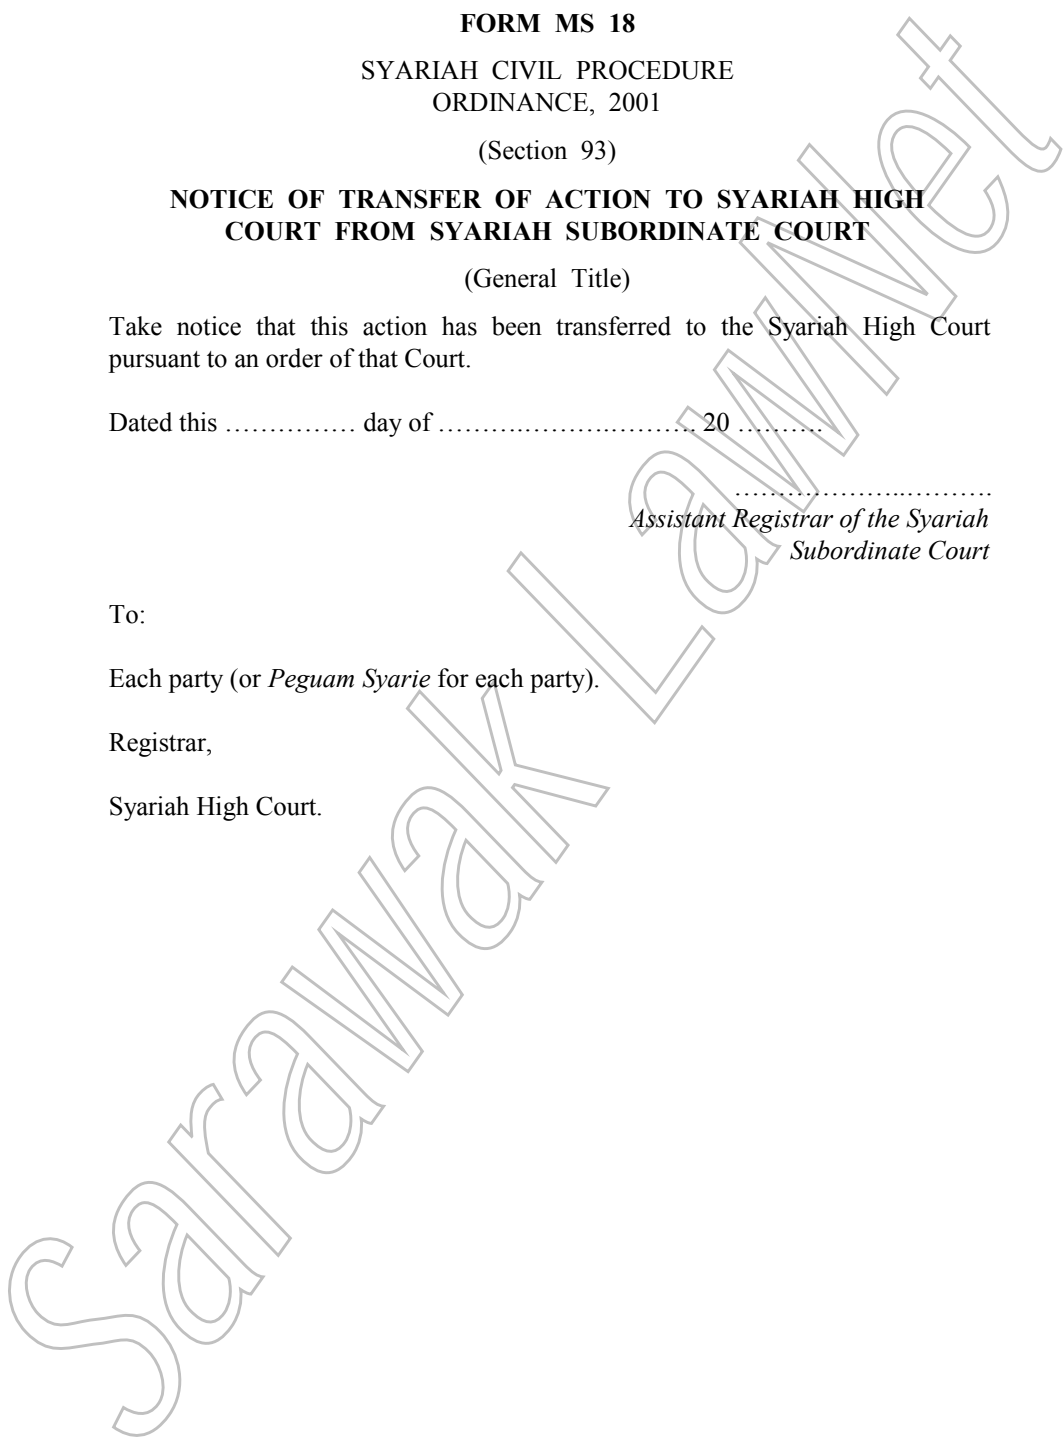 FORM MS 18
SYARIAH CIVIL PROCEDURE
ORDINANCE, 2001
(Section 93)
NOTICE OF TRANSFER OF ACTION TO SYARIAH HIGH
COURT FROM SYARIAH SUBORDINATE COURT
(General Title)
Take notice that this action has been transferred to the Syariah High Court
pursuant to an order of that Court.
Dated this …………… day of ……….……….………. 20 ……….
………………..……….
Assistant Registrar of the Syariah
Subordinate Court
To:
Each party (or Peguam Syarie for each party).
Registrar,
Syariah High Court.
Sarawak LawNet